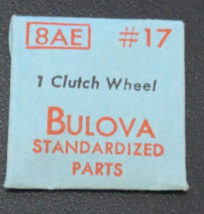 8AE #17
1 Clutch Wheel
BULOVA
STANDARDIZED
PARTS